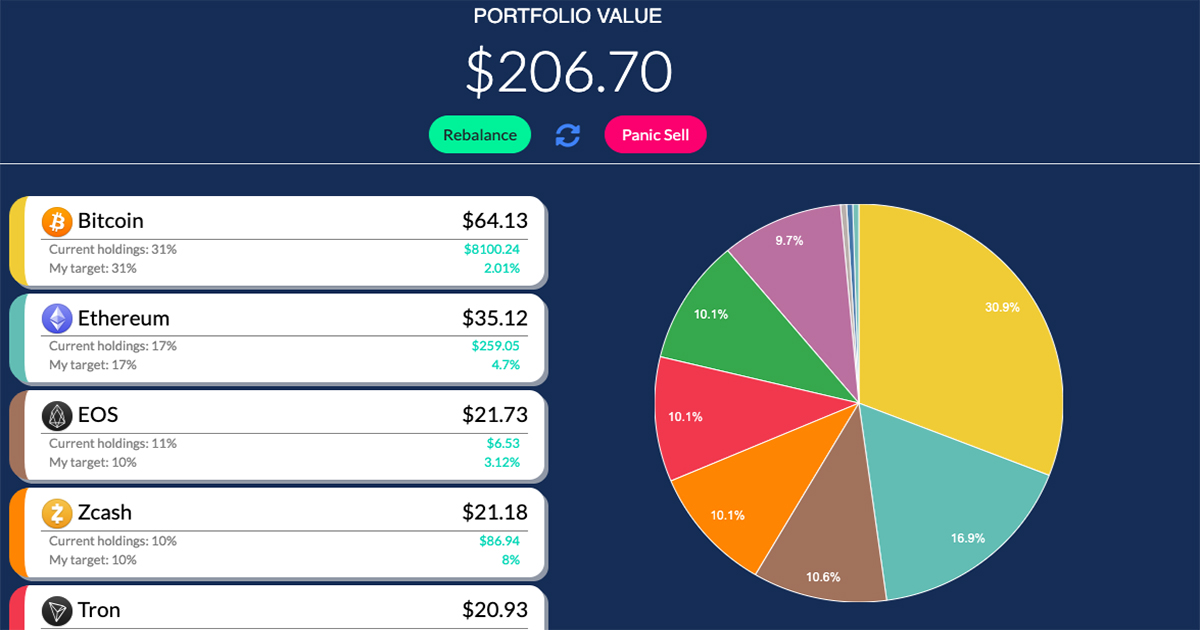 PORTFOLIO VALUE
$206.70
Rebalance Panic Sell
Bitcoin $64.13
Current holdings: 31% $8100.24
My target: 31% 2.01%
Ethereum $35.12
Current holdings: 17% $259.05
My target: 17% 4.7%
EOS $21.73
Current holdings: 11% $6.53
My target: 10% 3.12%
Zcash $21.18
Current holdings: 10% $86.94
My target: 10% 8%
Tron $20.93
9.7%
30.9%
10.1%
10.1%
10.1%
16.9%
10.6%